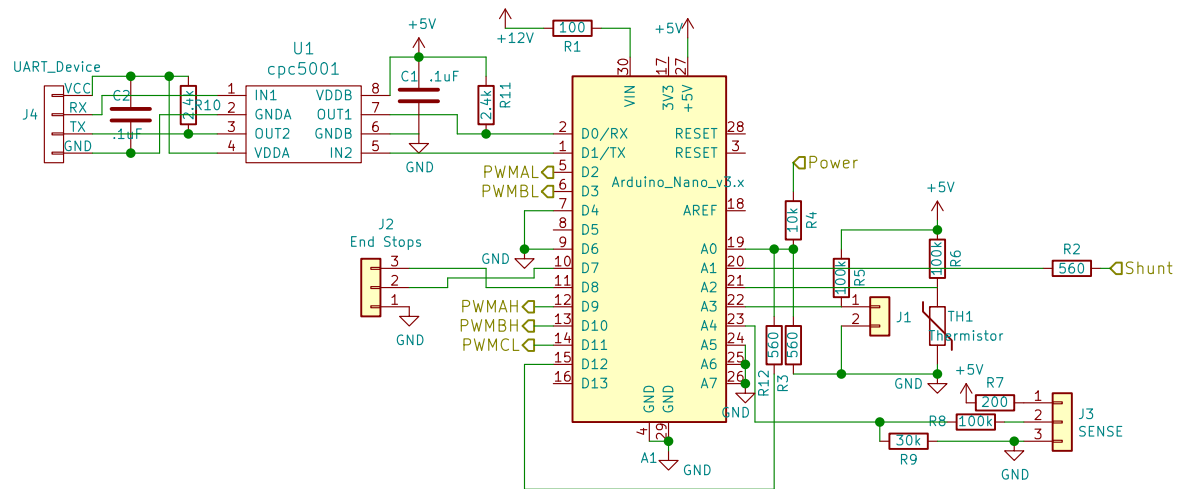 +12V
100
R1
+5V
+5V
UART_Device
U1
cpc5001
J4
VCC
RX
TX
GND
C2
.1uF
2.4k
R10
1 IN1
2 GNDA
3 OUT2
4 VDDA
VDDB 8
OUT1 7
GNDB 6
IN2 5
C1 .1uF
GND
2.4k
R11
30
VIN
17
3V3
27
+5V
2 D0/RX
1 D1/TX
5 D2
6 D3
7 D4
8 D5
9 D6
10 D7
11 D8
12 D9
13 D10
14 D11
15 D12
16 D13
PWMAL
PWMBL
GND
PWMAH
PWMBH
PWMCL
Arduino_Nano_v3.x
RESET 28
RESET 3
AREF 18
A0 19
A1 20
A2 21
A3 22
A4 23
A5 24
A6 25
A7 26
GND
GND
4
29
A1
GND
GND
J2
End Stops
3
2
1
GND
Power
10k
R4
560
R12
560
R3
100k
R5
+5V
100k
R6
R2
560
Shunt
1
2
J1
TH1
Thermistor
GND
+5V
R7
200
R8
100k
30k
R9
1
2
3
J3
SENSE
GND